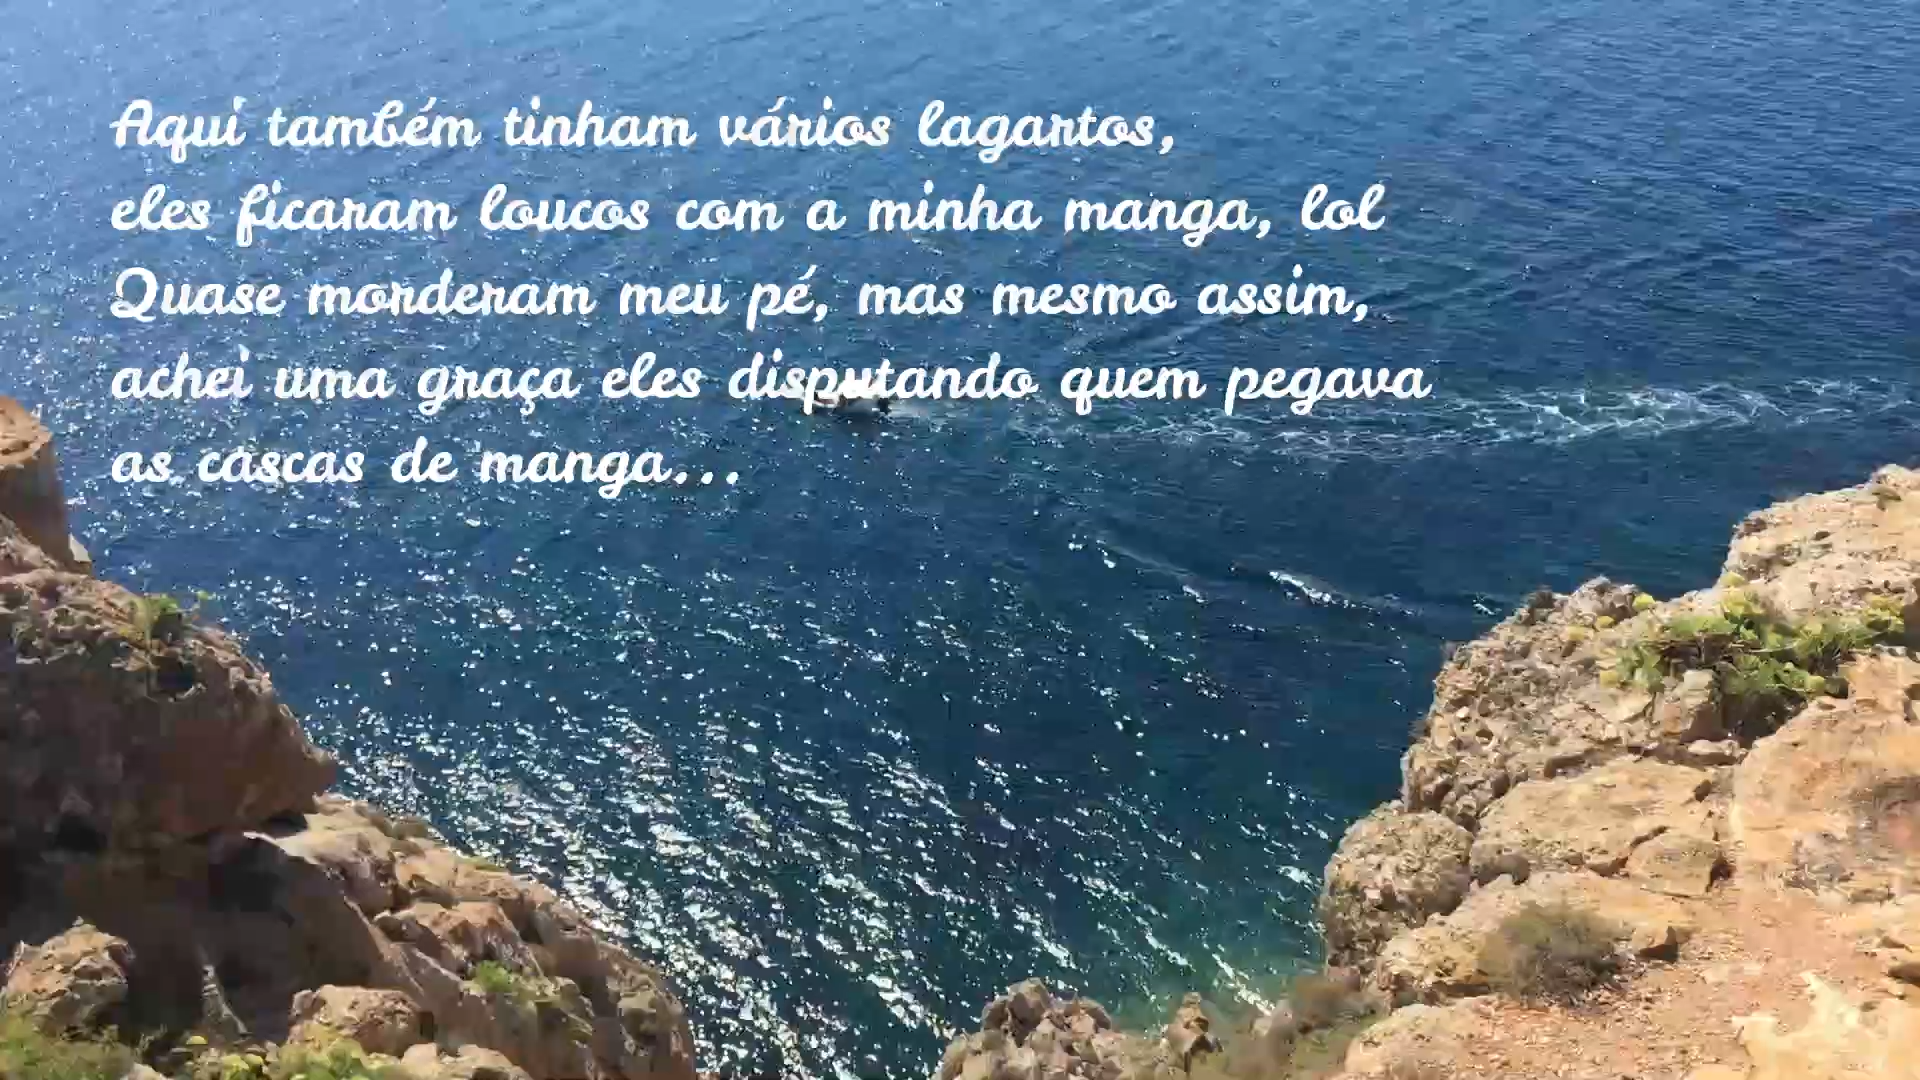 Aqui também tinham vários lagartos,
eles ficaram loucos com a minha manga, lol
Quase morderam meu pé, mas mesmo assim,
achei uma graça eles disputando quem pegava
as cascas de manga...